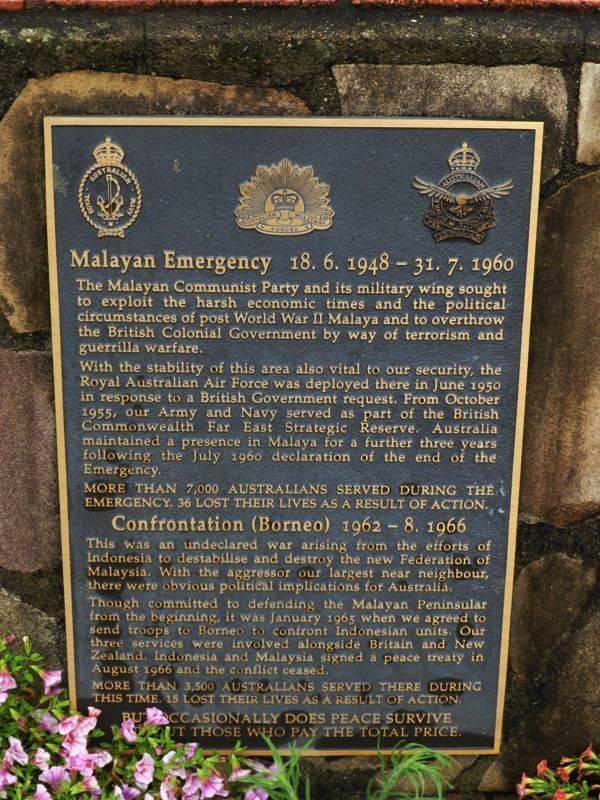 ROYAL AUSTRALIAN NAVY
AUSTRALIAN MILITARY
FORCES
AUSTRALIAN
Malayan Emergency 18. 6. 1948 – 31. 7. 1960
The Malayan Communist Party and its military wing sought
to exploit the harsh economic times and the political
circumstances of post World War II Malaya and to overthrow
the British Colonial Government by way of terrorism and
guerrilla warfare.
With the stability of this area also vital to our security, the
Royal Australian Air Force was deployed there in June 1950
in response to a British Government request. From October
1955, our Army and Navy served as part of the British
Commonwealth Far East Strategic Reserve. Australia
maintained a presence in Malaya for a further three years
following the July 1960 declaration of the end of the
Emergency.
MORE THAN 7,000 AUSTRALIANS SERVED DURING THE
EMERGENCY. 36 LOST THEIR LIVES AS A RESULT OF ACTION.
Confrontation (Borneo) 1962 – 8. 1966
This was an undeclared war arising from the efforts of
Indonesia to destabilise and destroy the new Federation of
Malaysia. With the aggressor our largest near neighbour,
there were obvious political implications for Australia.
Though committed to defending the Malayan Peninsular
from the beginning, it was January 1965 when we agreed to
send troops to Borneo to confront Indonesian units. Our
three services were involved alongside Britain and New
Zealand. Indonesia and Malaysia signed a peace treaty in
August 1966 and the conflict ceased.
MORE THAN 3,500 AUSTRALIANS SERVED THERE DURING
THIS TIME. 15 LOST THEIR LIVES AS A RESULT OF ACTION.
BUT OCCASIONALLY DOES PEACE SURVIVE
THOSE WHO PAY THE TOTAL PRICE.